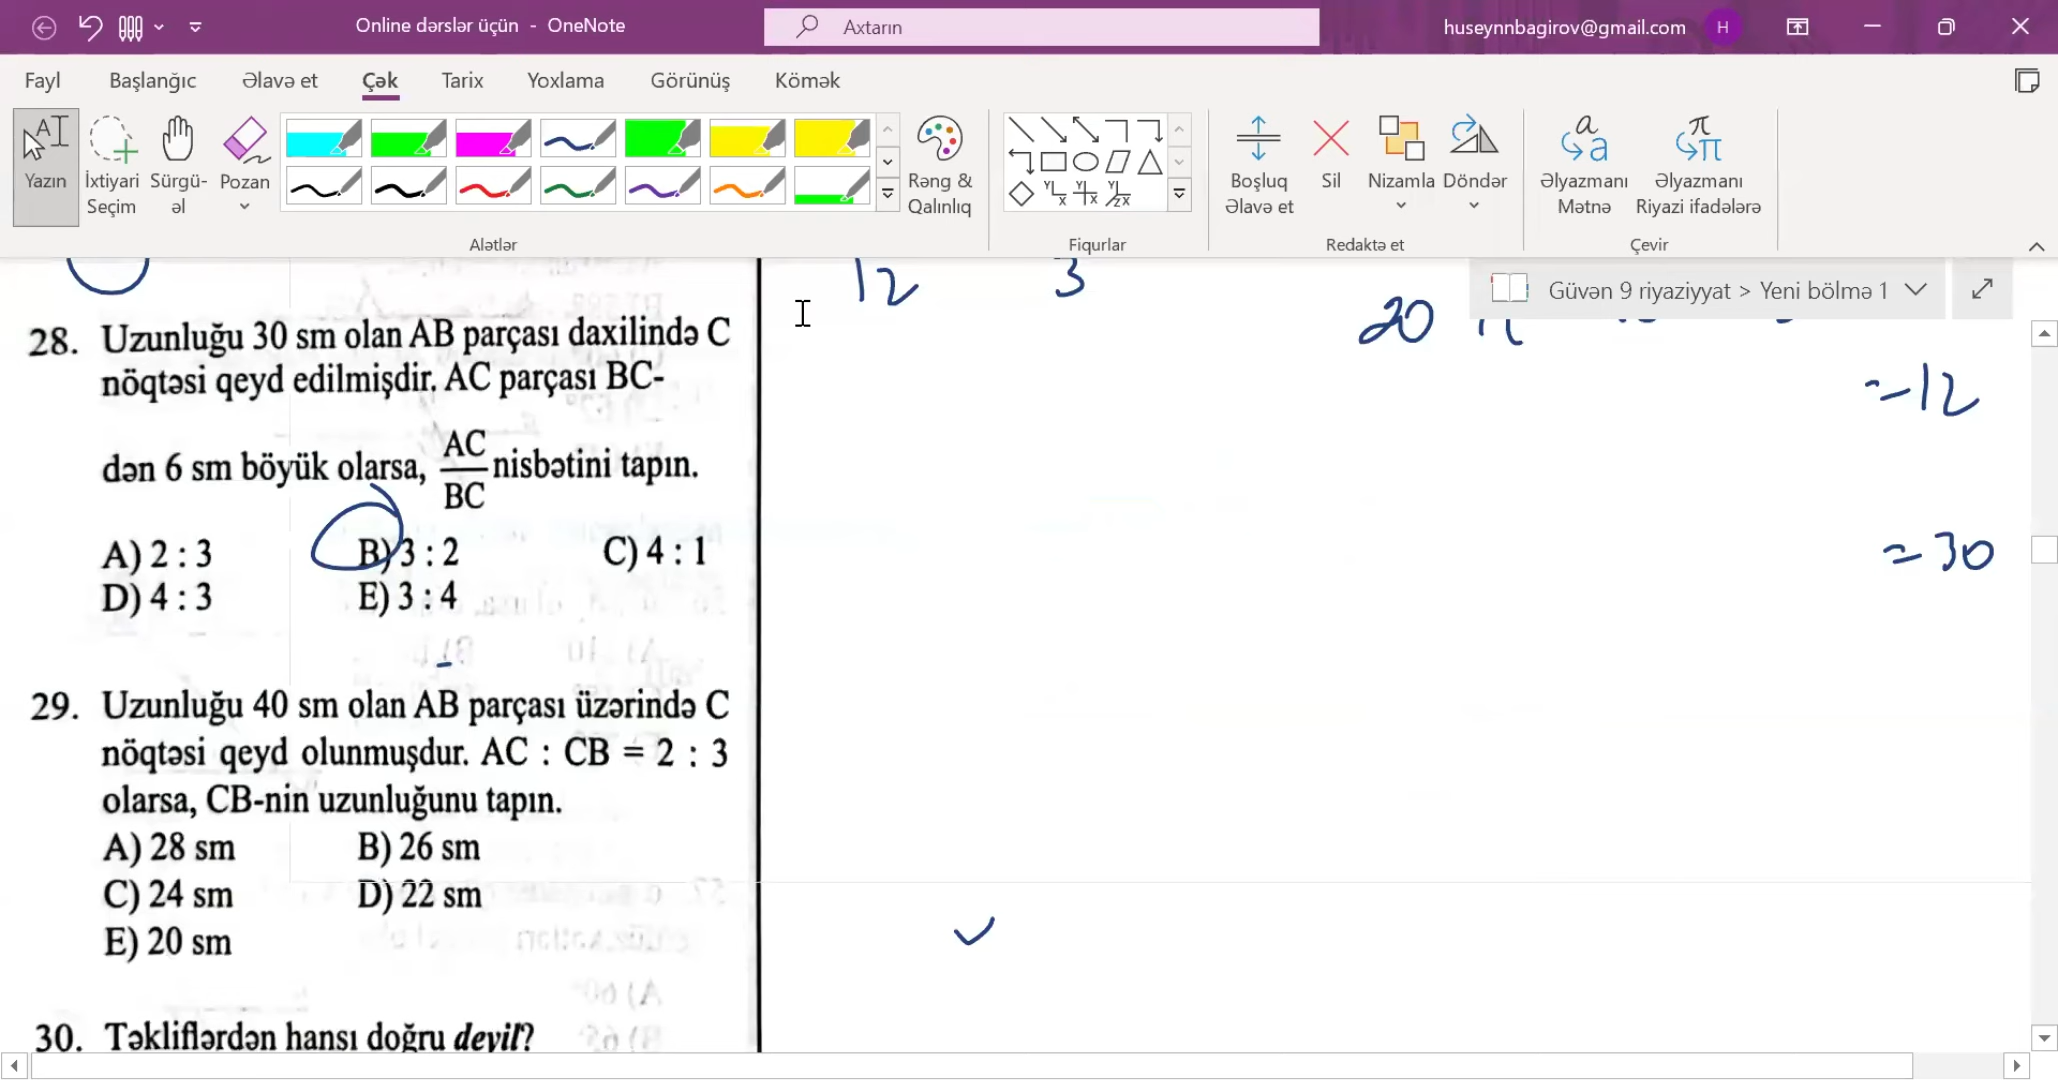 Online dərslər üçün - OneNote
Axtarın
huseynnbagirov@gmail.com
H
Fayl
Başlanğıc
Əlavə et
Çək
Tarix
Yoxlama
Görünüş
Kömək
Yazın
İxtiyari Seçim
Sürgü-əl
Pozan
Rəng & Qalınlıq
Boşluq Əlavə et
Sil
Nizamla
Döndər
Əlyazmanı Mətnə
Əlyazmanı Riyazi ifadələrə
Alətlər
Fiqurlar
Redaktə et
Çevir
Güvən 9 riyaziyyat > Yeni bölmə 1
12 3
20
=12
=30
28. Uzunluğu 30 sm olan AB parçası daxilində C
nöqtəsi qeyd edilmişdir. AC parçası BC-
dən 6 sm böyük olarsa, AC/BC nisbətini tapın.
A) 2 : 3 B) 3 : 2 C) 4 : 1
D) 4 : 3 E) 3 : 4
29. Uzunluğu 40 sm olan AB parçası üzərində C
nöqtəsi qeyd olunmuşdur. AC : CB = 2 : 3
olarsa, CB-nin uzunluğunu tapın.
A) 28 sm B) 26 sm
C) 24 sm D) 22 sm
E) 20 sm
30. Təkliflərdən hansı doğru deyil?